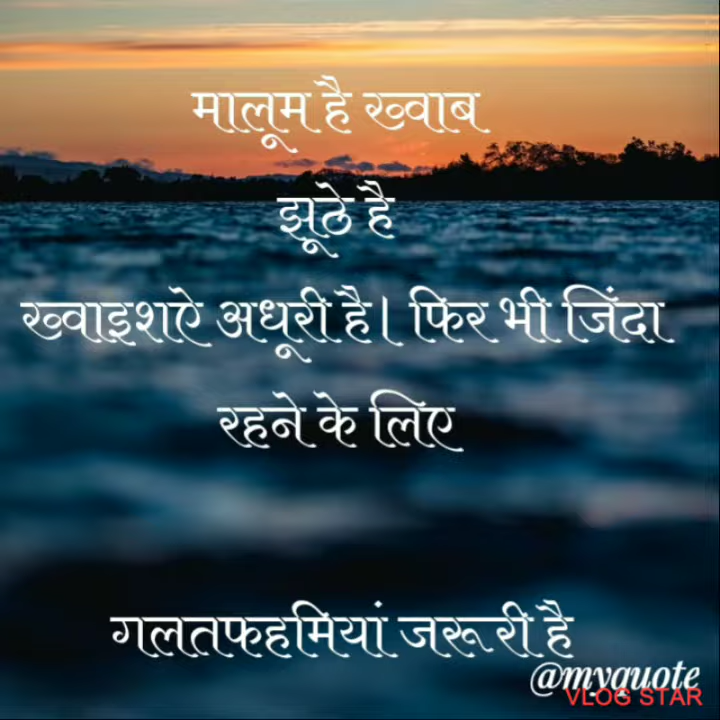 मालूम है ख्वाब
झूठे है
ख्वाइशऐ अधूरी है। फिर भी जिंदा
रहने के लिए
गलतफहमियां जरूरी है
@myquote
VLOG STAR